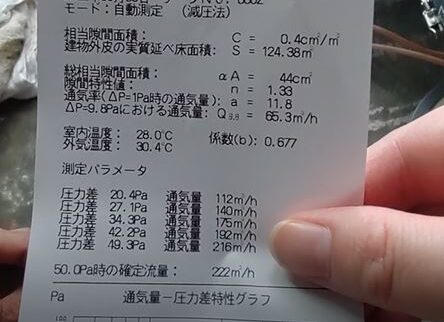 モード：自動測定 （減圧法）
相当隙間面積： C = 0.4c㎡/㎡
建物外皮の実質延べ床面積： S = 124.38㎡
総相当隙間面積： αA = 44c㎡
隙間特性値： n = 1.33
通気率（ΔP=1Pa時の通気量）： a = 11.8
ΔP=9.8Paにおける通気量： Q9.8 = 65.3㎥/h
室内温度： 28.0℃ 係数(b): 0.677
外気温度： 30.4℃
測定パラメータ
圧力差 20.4Pa 通気量 112㎥/h
圧力差 27.1Pa 通気量 140㎥/h
圧力差 34.3Pa 通気量 175㎥/h
圧力差 42.2Pa 通気量 192㎥/h
圧力差 49.3Pa 通気量 216㎥/h
50.0Pa時の確定流量： 222㎥/h
Pa 通気量ー圧力差特性グラフ